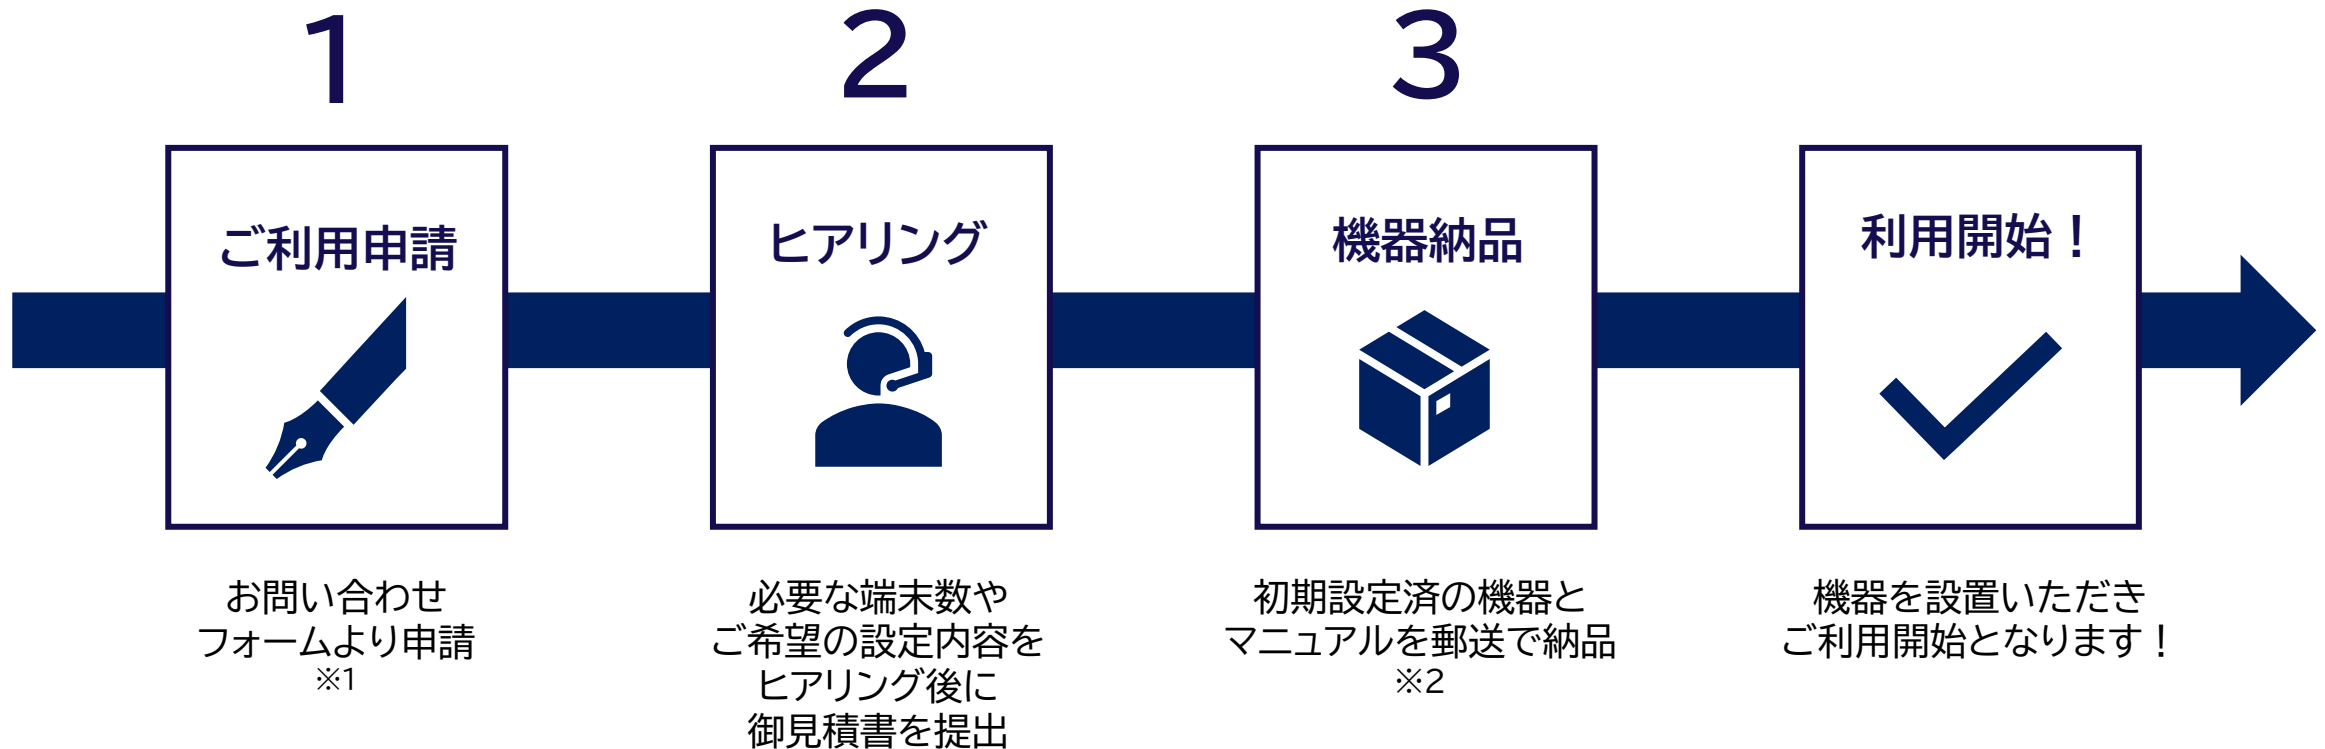 1
ご利用申請
お問い合わせ
フォームより申請
※1
2
ヒアリング
必要な端末数や
ご希望の設定内容を
ヒアリング後に
御見積書を提出
3
機器納品
初期設定済の機器と
マニュアルを郵送で納品
※2
利用開始！
機器を設置いただき
ご利用開始となります！